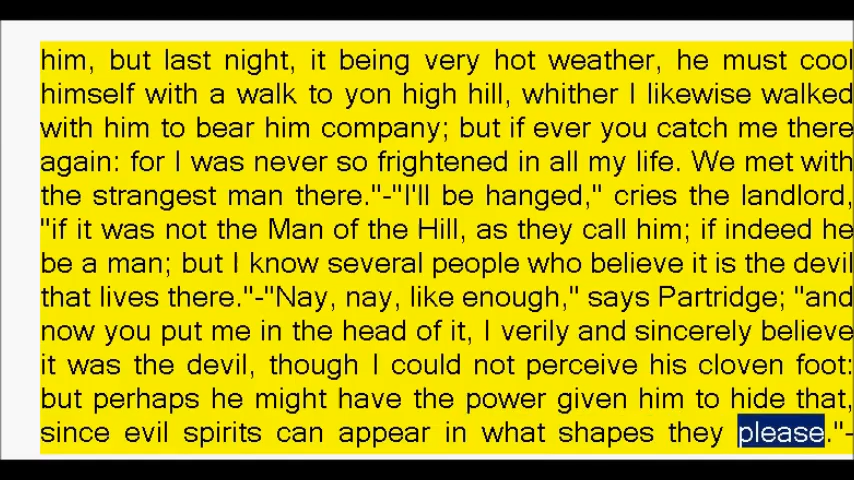 him, but last night, it being very hot weather, he must cool
himself with a walk to yon high hill, whither I likewise walked
with him to bear him company; but if ever you catch me there
again: for I was never so frightened in all my life. We met with
the strangest man there."-"I'll be hanged," cries the landlord,
"if it was not the Man of the Hill, as they call him; if indeed he
be a man; but I know several people who believe it is the devil
that lives there."-"Nay, nay, like enough," says Partridge; "and
now you put me in the head of it, I verily and sincerely believe
it was the devil, though I could not perceive his cloven foot:
but perhaps he might have the power given him to hide that,
since evil spirits can appear in what shapes they please."-